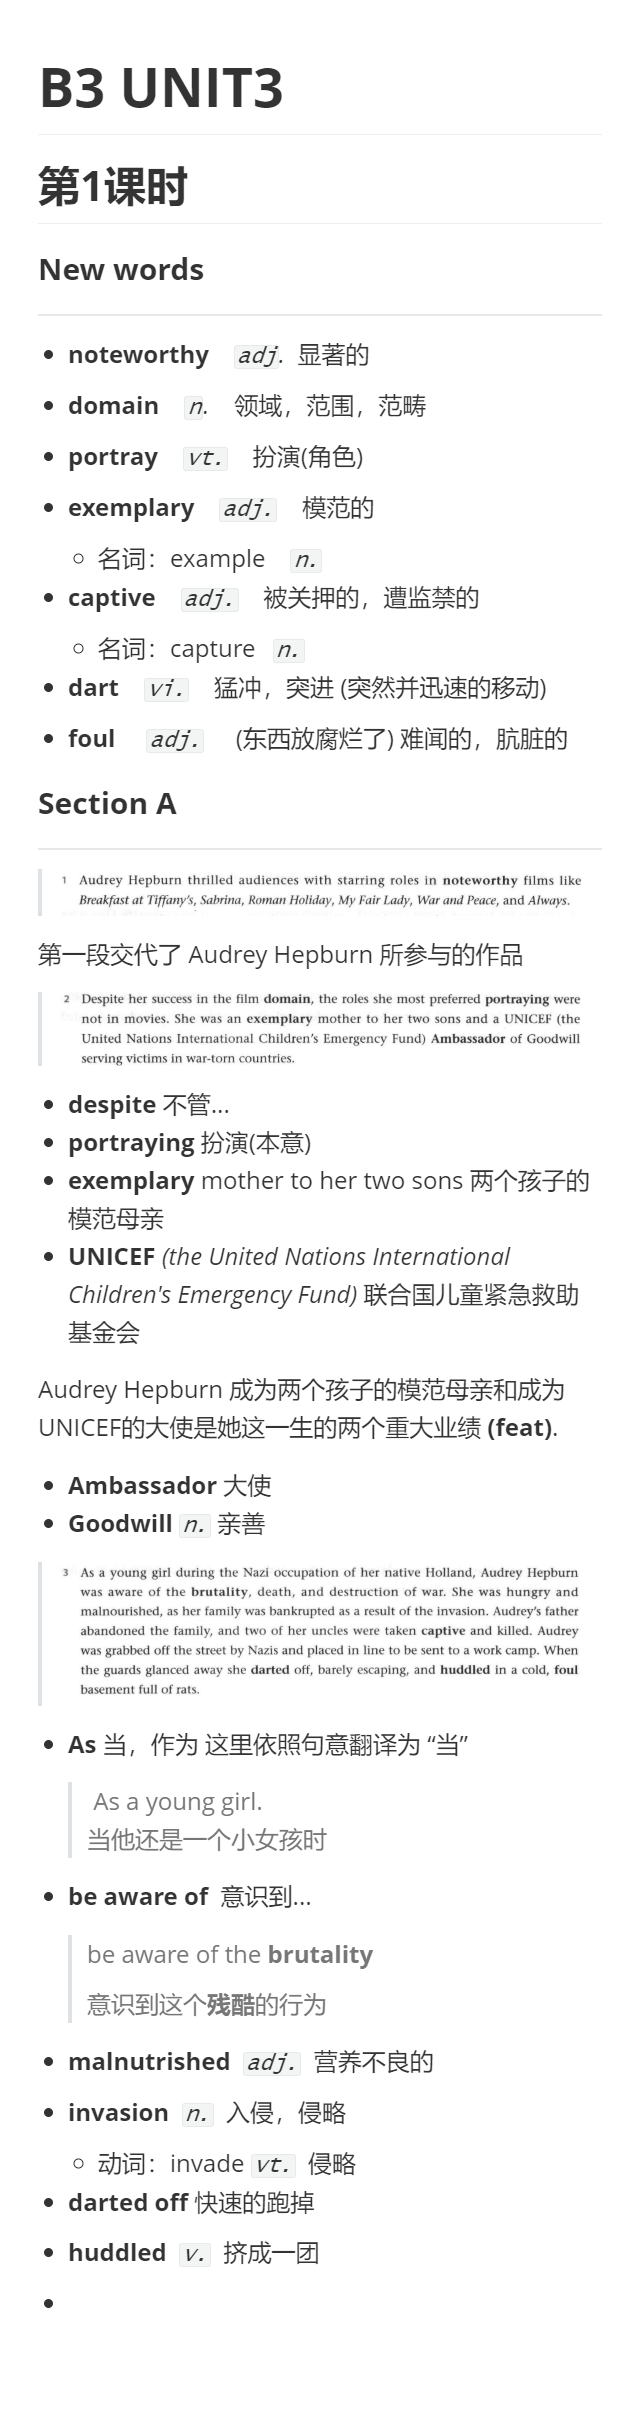 B3 UNIT3
第1课时
New words
noteworthy adj. 显著的
domain n. 领域，范围，范畴
portray vt. 扮演(角色)
exemplary adj. 模范的
名词：example n.
captive adj. 被关押的，遭监禁的
名词：capture n.
dart vi. 猛冲，突进 (突然并迅速的移动)
foul adj. (东西放腐烂了) 难闻的，肮脏的
Section A
1 Audrey Hepburn thrilled audiences with starring roles in noteworthy films like
Breakfast at Tiffany's, Sabrina, Roman Holiday, My Fair Lady, War and Peace, and Always.
第一段交代了 Audrey Hepburn 所参与的作品
2 Despite her success in the film domain, the roles she most preferred portraying were
not in movies. She was an exemplary mother to her two sons and a UNICEF (the
United Nations International Children's Emergency Fund) Ambassador of Goodwill
serving victims in war-torn countries.
despite 不管...
portraying 扮演(本意)
exemplary mother to her two sons 两个孩子的
模范母亲
UNICEF (the United Nations International
Children's Emergency Fund) 联合国儿童紧急救助
基金会
Audrey Hepburn 成为两个孩子的模范母亲和成为
UNICEF的大使是她这一生的两个重大业绩 (feat).
Ambassador 大使
Goodwill n. 亲善
3 As a young girl during the Nazi occupation of her native Holland, Audrey Hepburn
was aware of the brutality, death, and destruction of war. She was hungry and
malnourished, as her family was bankrupted as a result of the invasion. Audrey's father
abandoned the family, and two of her uncles were taken captive and killed. Audrey
was grabbed off the street by Nazis and placed in line to be sent to a work camp. When
the guards glanced away she darted off, barely escaping, and huddled in a cold, foul
basement full of rats.
As 当，作为 这里依照句意翻译为 “当”
As a young girl.
当他还是一个小女孩时
be aware of 意识到...
be aware of the brutality
意识到这个残酷的行为
malnutrished adj. 营养不良的
invasion n. 入侵，侵略
动词：invade vt. 侵略
darted off 快速的跑掉
huddled v. 挤成一团